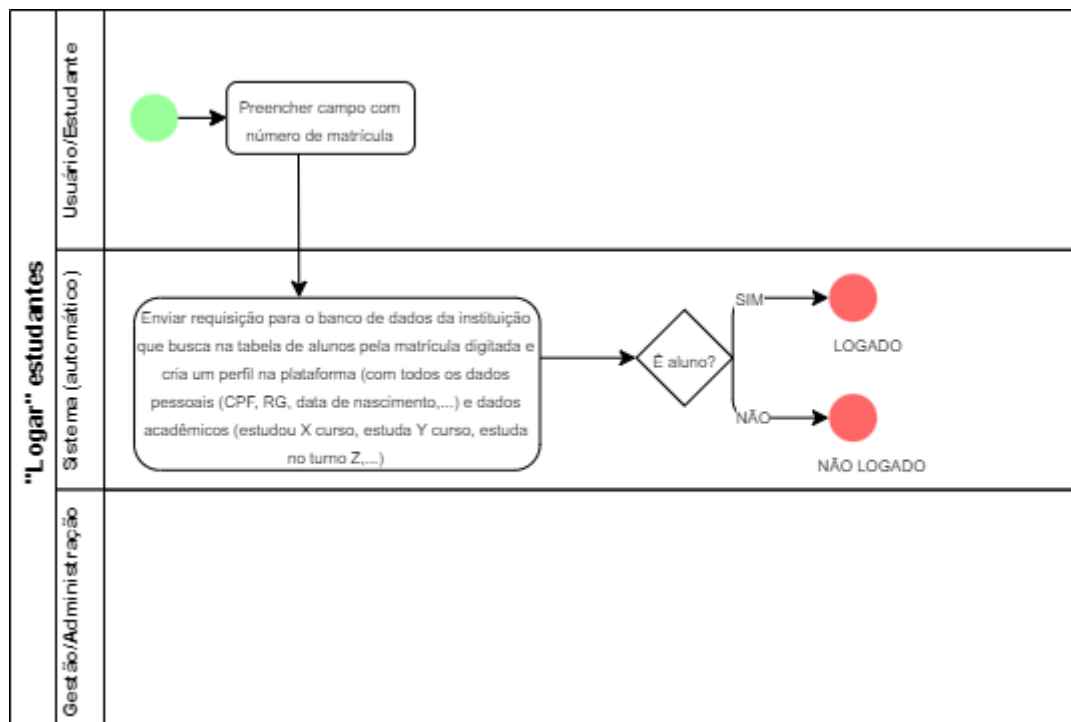 "Logar" estudantes
Usuário/Estudante
Preencher campo com
número de matrícula
Sistema (automático)
Enviar requisição para o banco de dados da instituição
que busca na tabela de alunos pela matrícula digitada e
cria um perfil na plataforma (com todos os dados
pessoais (CPF, RG, data de nascimento,...) e dados
acadêmicos (estudou X curso, estuda Y curso, estuda
no turno Z,...)
É aluno?
SIM
LOGADO
NÃO
NÃO LOGADO
Gestão/Administração